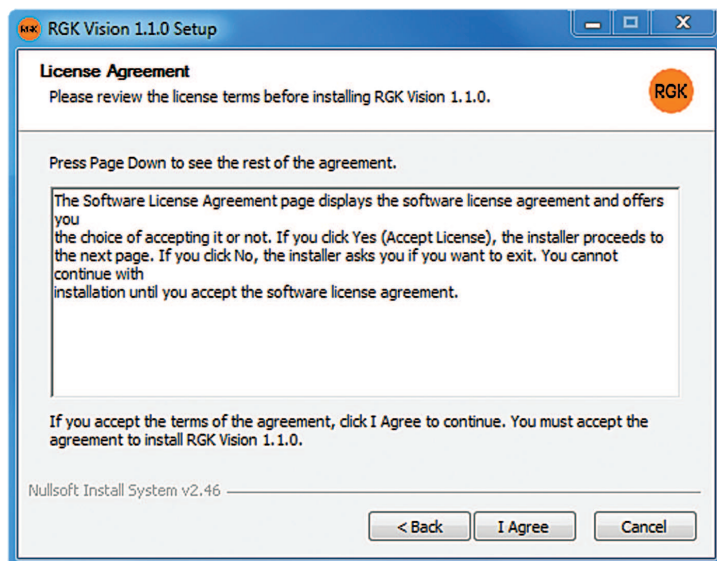 RGK RGK Vision 1.1.0 Setup
License Agreement
Please review the license terms before installing RGK Vision 1.1.0.
RGK
Press Page Down to see the rest of the agreement.
The Software License Agreement page displays the software license agreement and offers
you
the choice of accepting it or not. If you click Yes (Accept License), the installer proceeds to
the next page. If you click No, the installer asks you if you want to exit. You cannot
continue with
installation until you accept the software license agreement.
If you accept the terms of the agreement, click I Agree to continue. You must accept the
agreement to install RGK Vision 1.1.0.
Nullsoft Install System v2.46
< Back I Agree Cancel